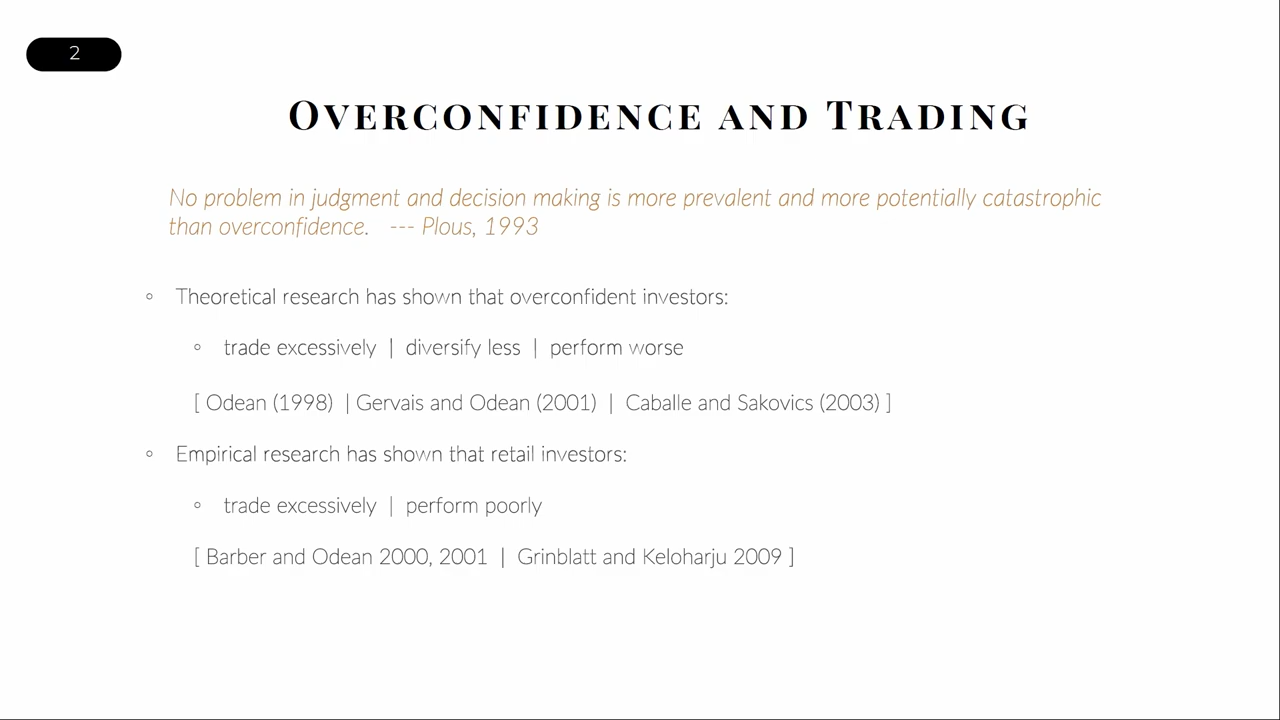 2
Overconfidence and Trading
No problem in judgment and decision making is more prevalent and more potentially catastrophic
than overconfidence. --- Plous, 1993
◦ Theoretical research has shown that overconfident investors:
◦ trade excessively | diversify less | perform worse
[ Odean (1998) | Gervais and Odean (2001) | Caballe and Sakovics (2003) ]
◦ Empirical research has shown that retail investors:
◦ trade excessively | perform poorly
[ Barber and Odean 2000, 2001 | Grinblatt and Keloharju 2009 ]